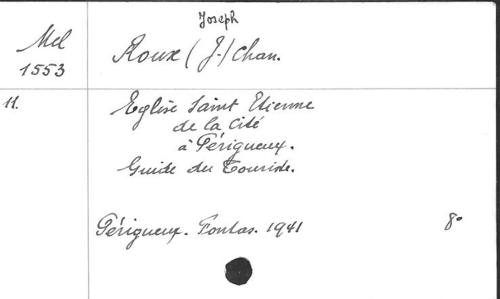 Joseph
Mel
1553
Roux (J.) chan.
11.
Eglise Saint Etienne
de la Cité
à Périgueux.
Guide du Touriste.
Périgueux. Fontas. 1941
8°